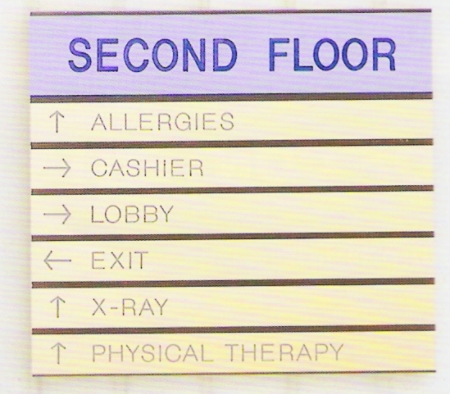 SECOND FLOOR
↑ ALLERGIES
→ CASHIER
→ LOBBY
← EXIT
↑ X-RAY
↑ PHYSICAL THERAPY